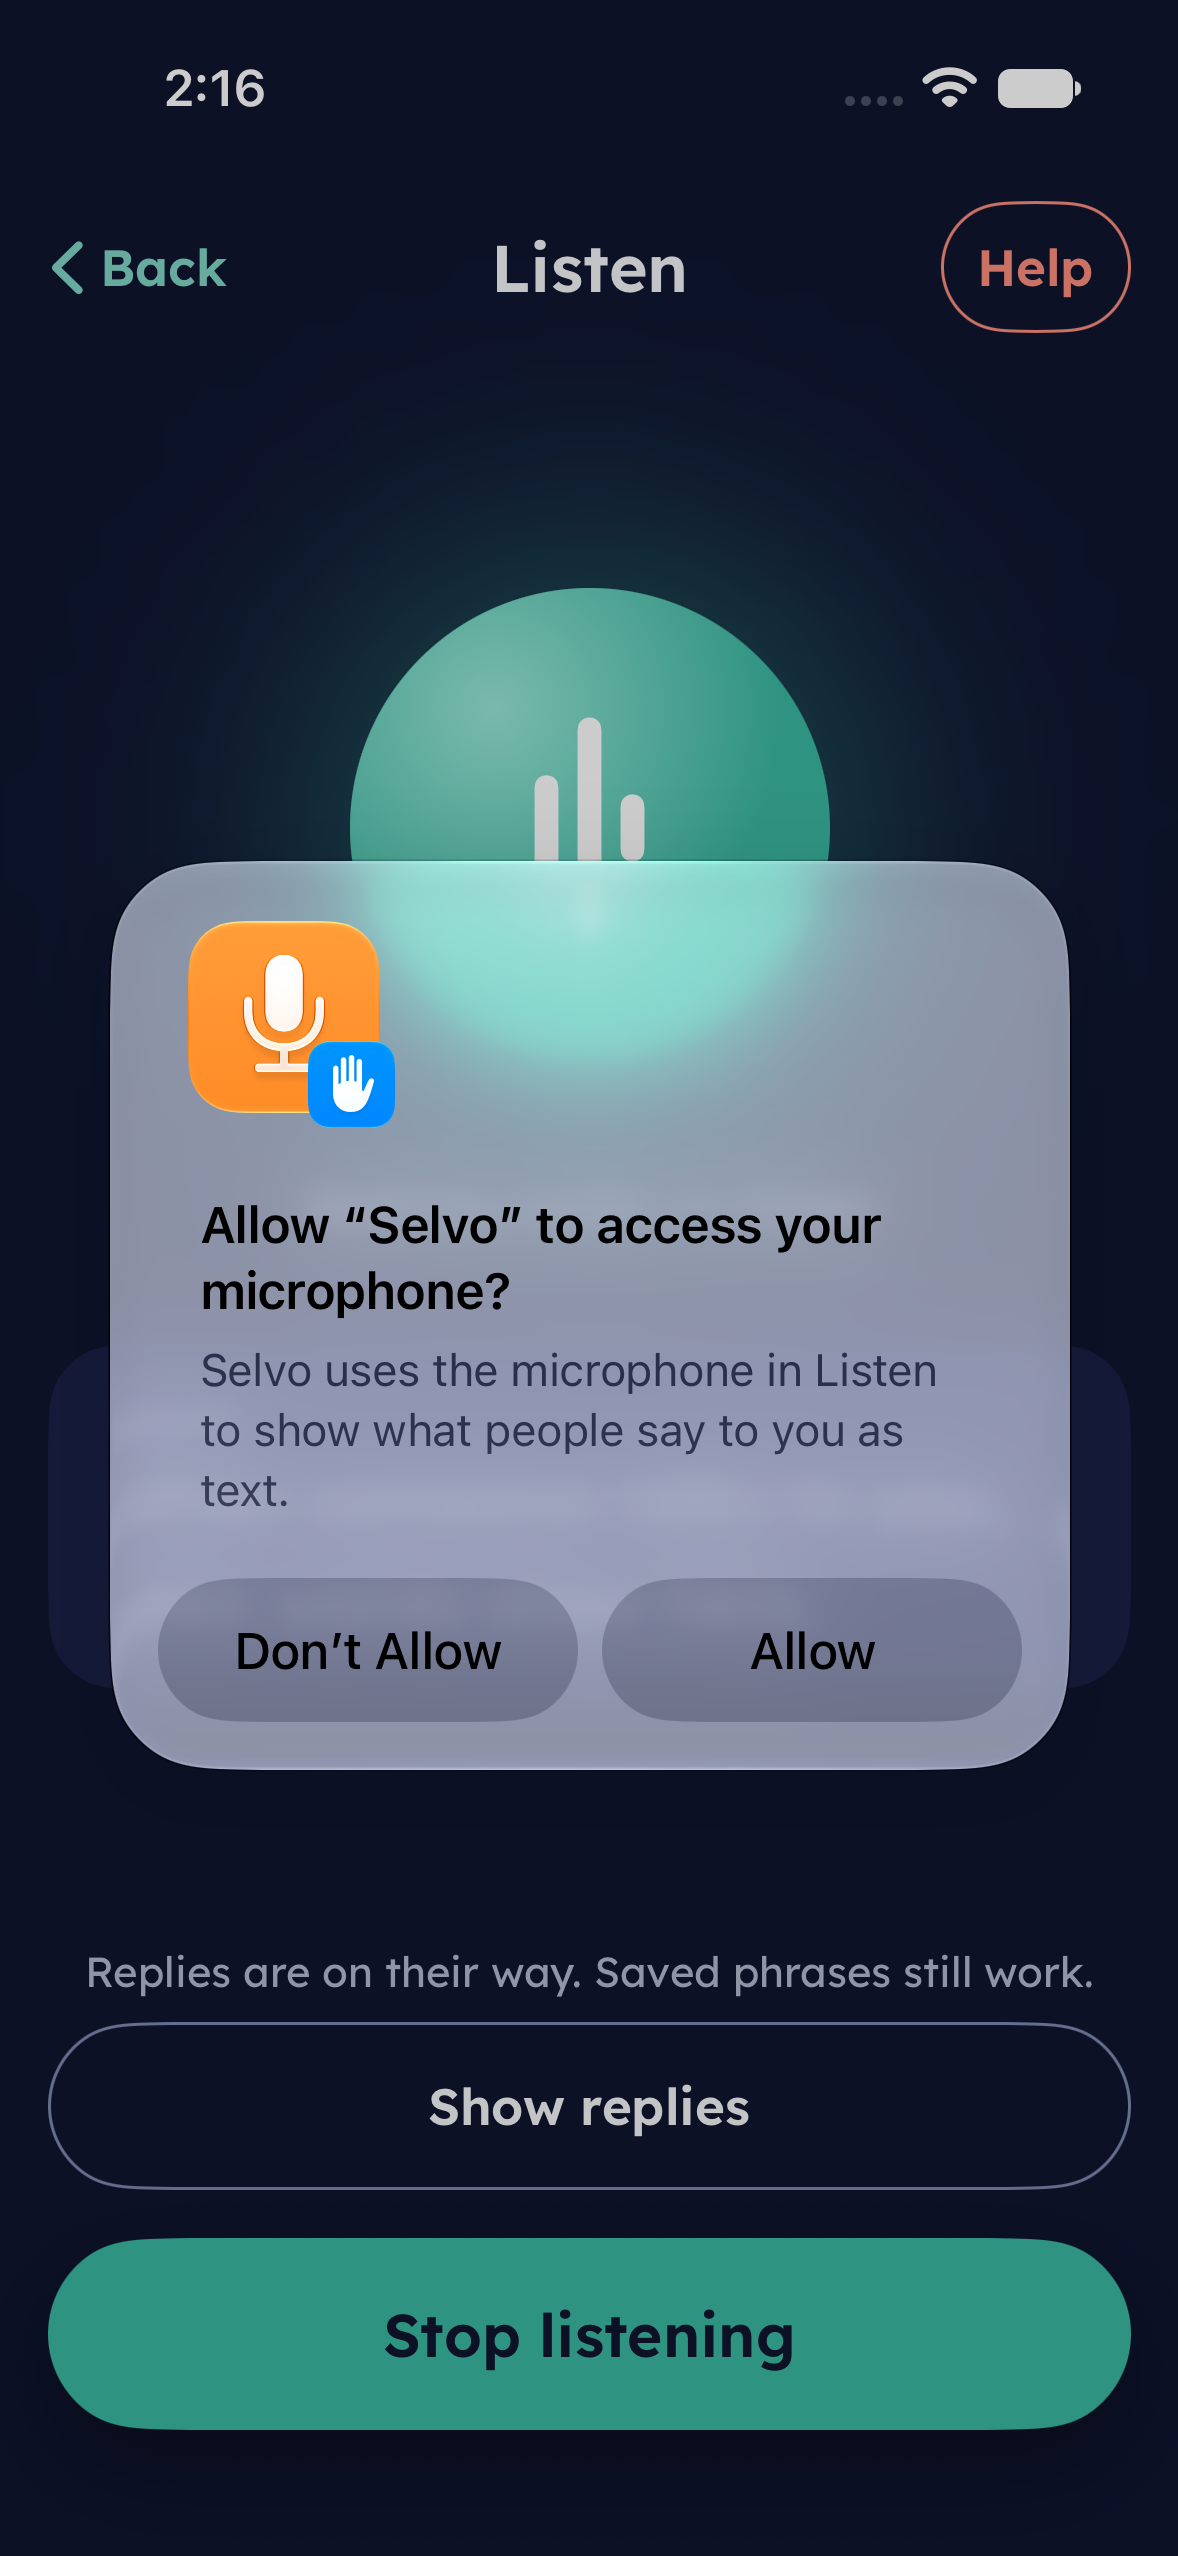 2:16
Back
Listen
Help
Allow “Selvo” to access your
microphone?
Selvo uses the microphone in Listen
to show what people say to you as
text.
Don’t Allow
Allow
Replies are on their way. Saved phrases still work.
Show replies
Stop listening